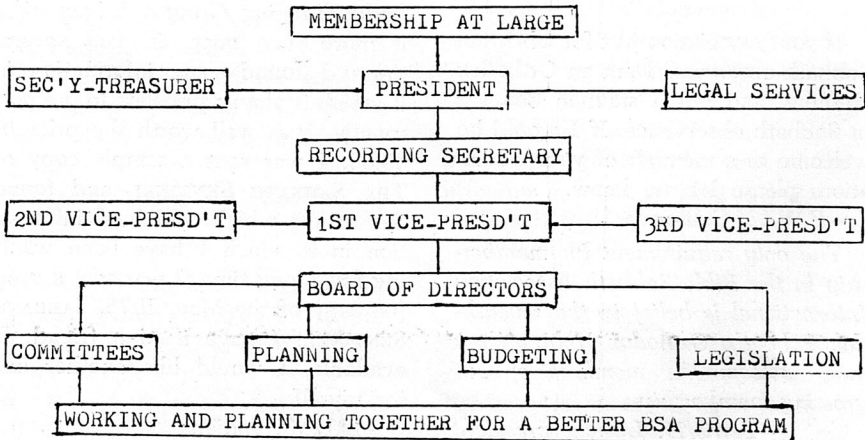 MEMBERSHIP AT LARGE
SEC'Y-TREASURER PRESIDENT LEGAL SERVICES
RECORDING SECRETARY
2ND VICE-PRESD'T 1ST VICE-PRESD'T 3RD VICE-PRESD'T
BOARD OF DIRECTORS
COMMITTEES PLANNING BUDGETING LEGISLATION
WORKING AND PLANNING TOGETHER FOR A BETTER BSA PROGRAM